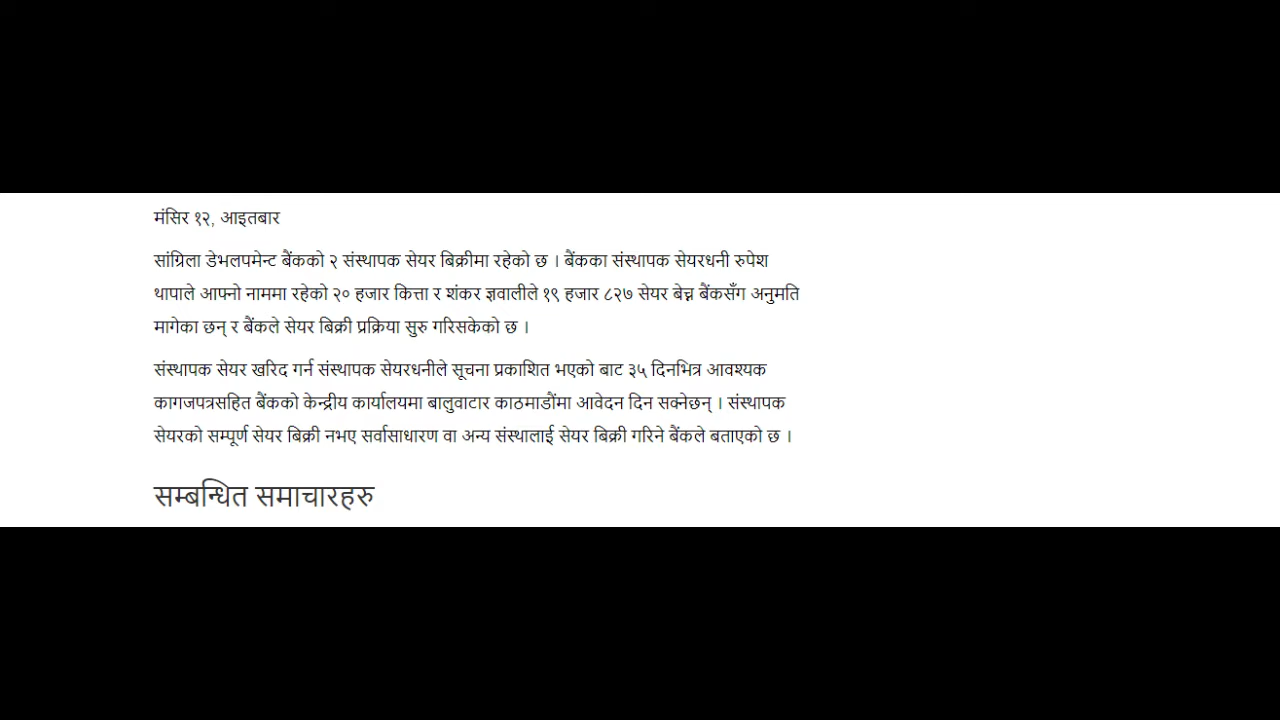 मंसिर १२, आइतबार
सांग्रिला डेभलपमेन्ट बैंकको २ संस्थापक सेयर बिक्रीमा रहेको छ । बैंकका संस्थापक सेयरधनी रुपेश
थापाले आफ्नो नाममा रहेको २० हजार कित्ता र शंकर ज्ञवालीले १९ हजार ८२७ सेयर बेच्न बैंकसँग अनुमति
मागेका छन् र बैंकले सेयर बिक्री प्रक्रिया सुरु गरिसकेको छ ।
संस्थापक सेयर खरिद गर्न संस्थापक सेयरधनीले सूचना प्रकाशित भएको बाट ३५ दिनभित्र आवश्यक
कागजपत्रसहित बैंकको केन्द्रीय कार्यालयमा बालुवाटार काठमाडौंमा आवेदन दिन सक्नेछन् । संस्थापक
सेयरको सम्पूर्ण सेयर बिक्री नभए सर्वासाधारण वा अन्य संस्थालाई सेयर बिक्री गरिने बैंकले बताएको छ ।
सम्बन्धित समाचारहरु